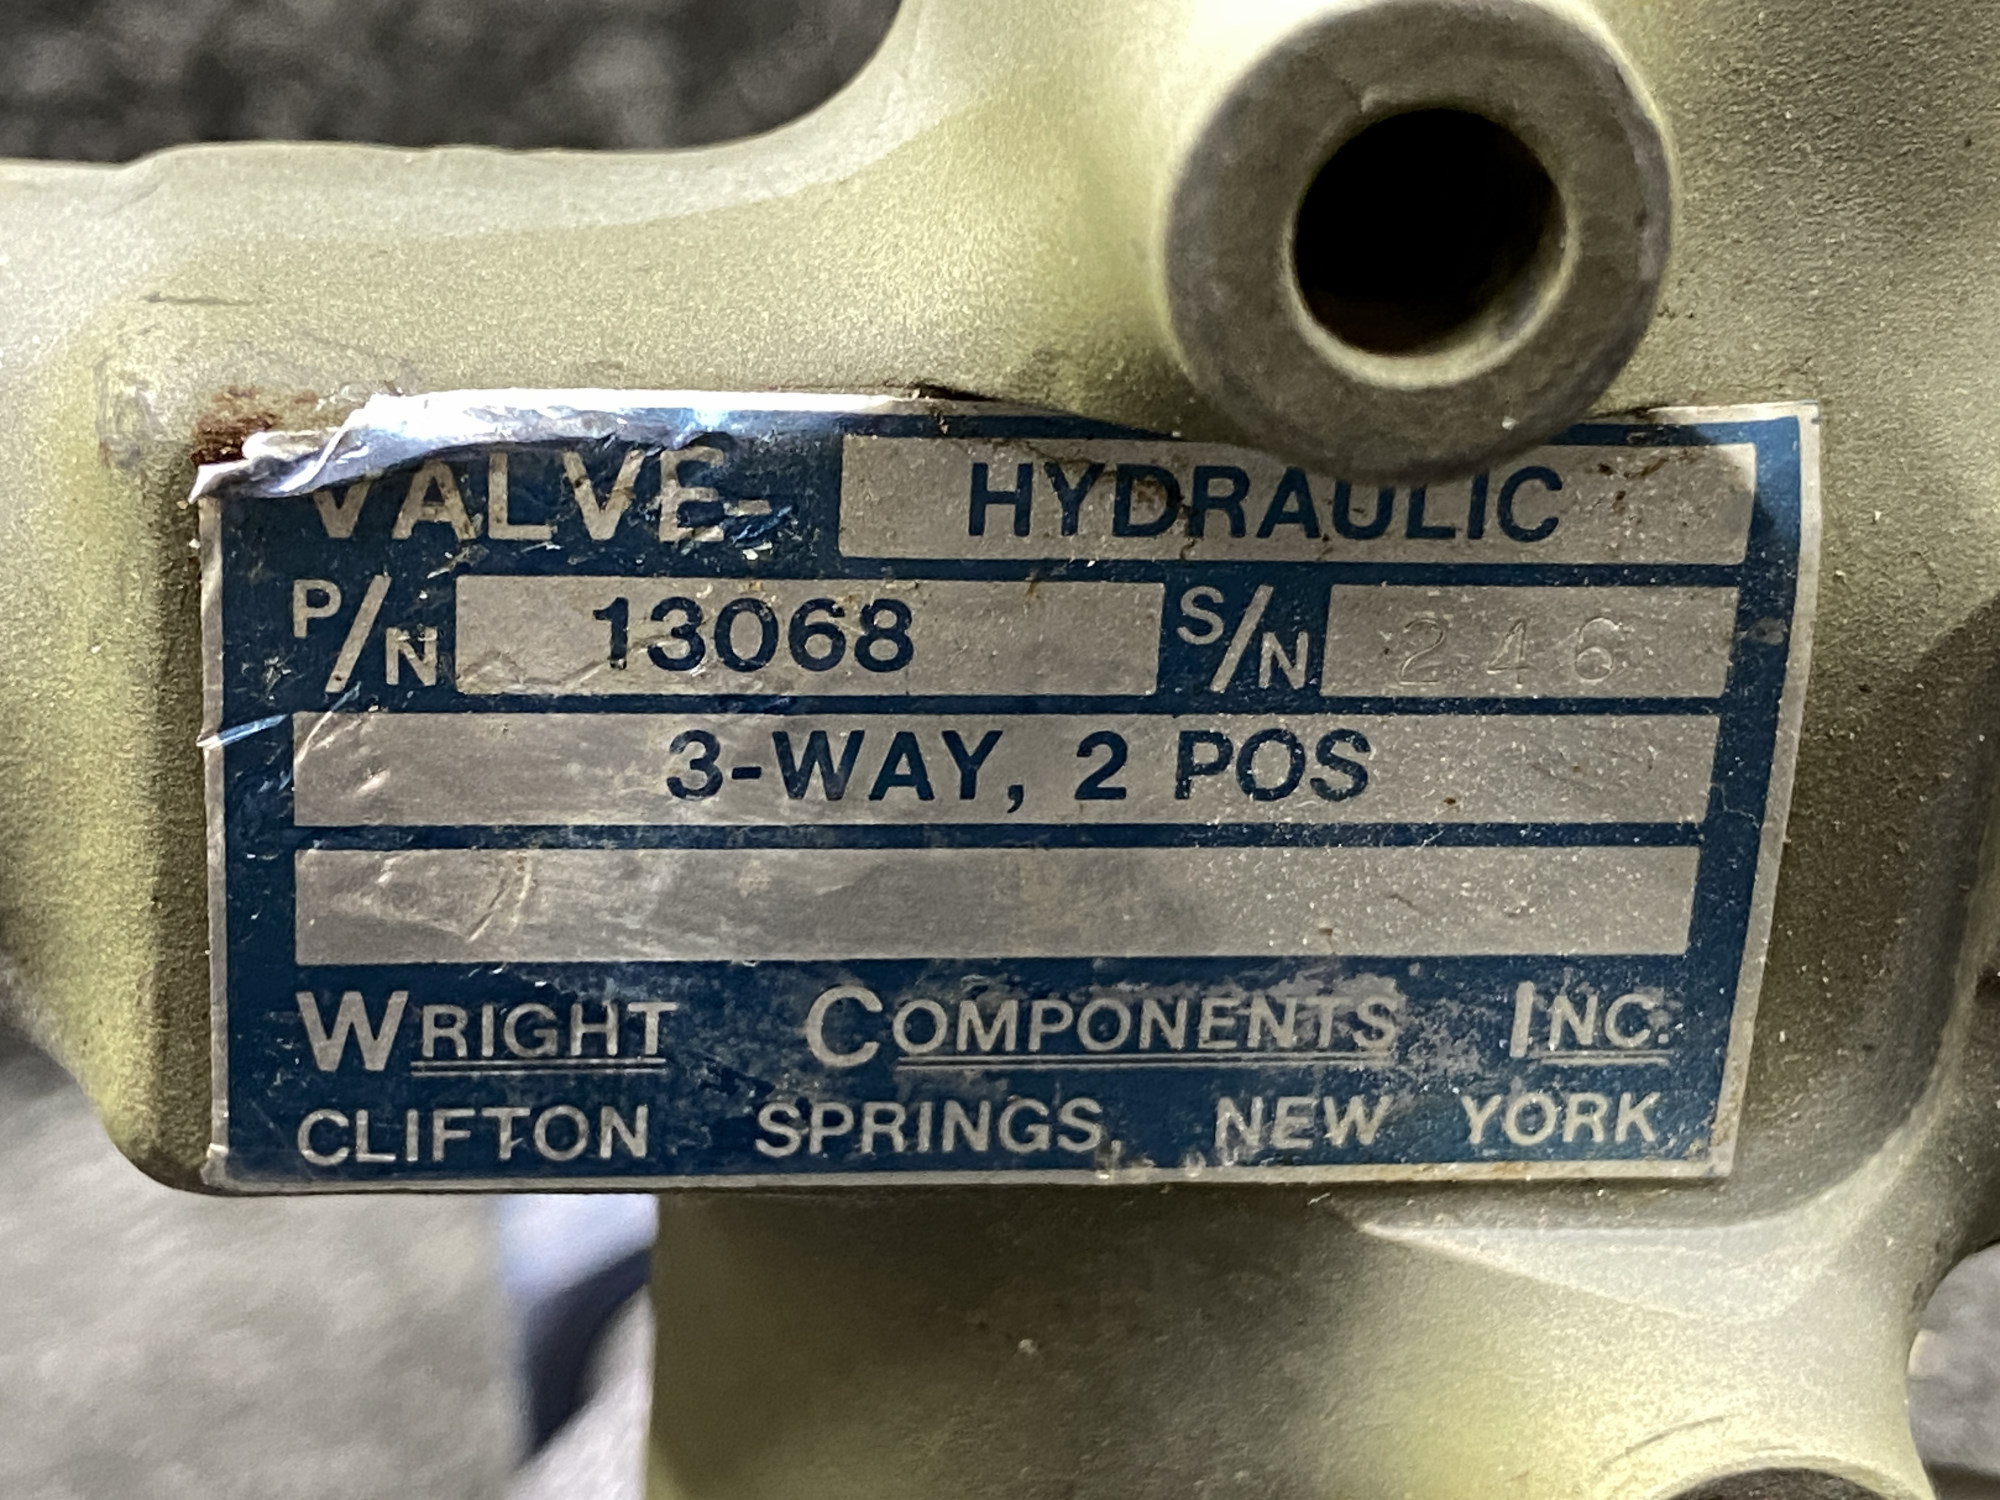 VALVE- HYDRAULIC
P/N 13068 S/N 246
3-WAY, 2 POS
WRIGHT COMPONENTS INC.
CLIFTON SPRINGS, NEW YORK